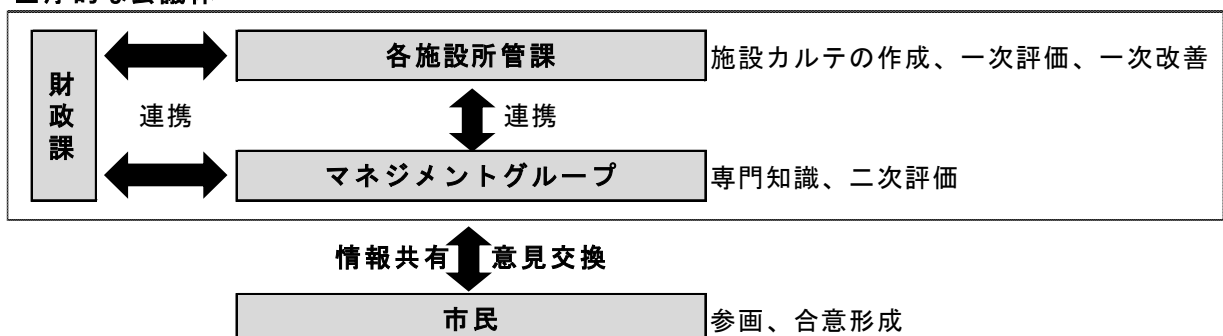 各施設所管課
施設カルテの作成、一次評価、一次改善
財政課
連携
連携
マネジメントグループ
専門知識、二次評価
情報共有
意見交換
市民
参画、合意形成